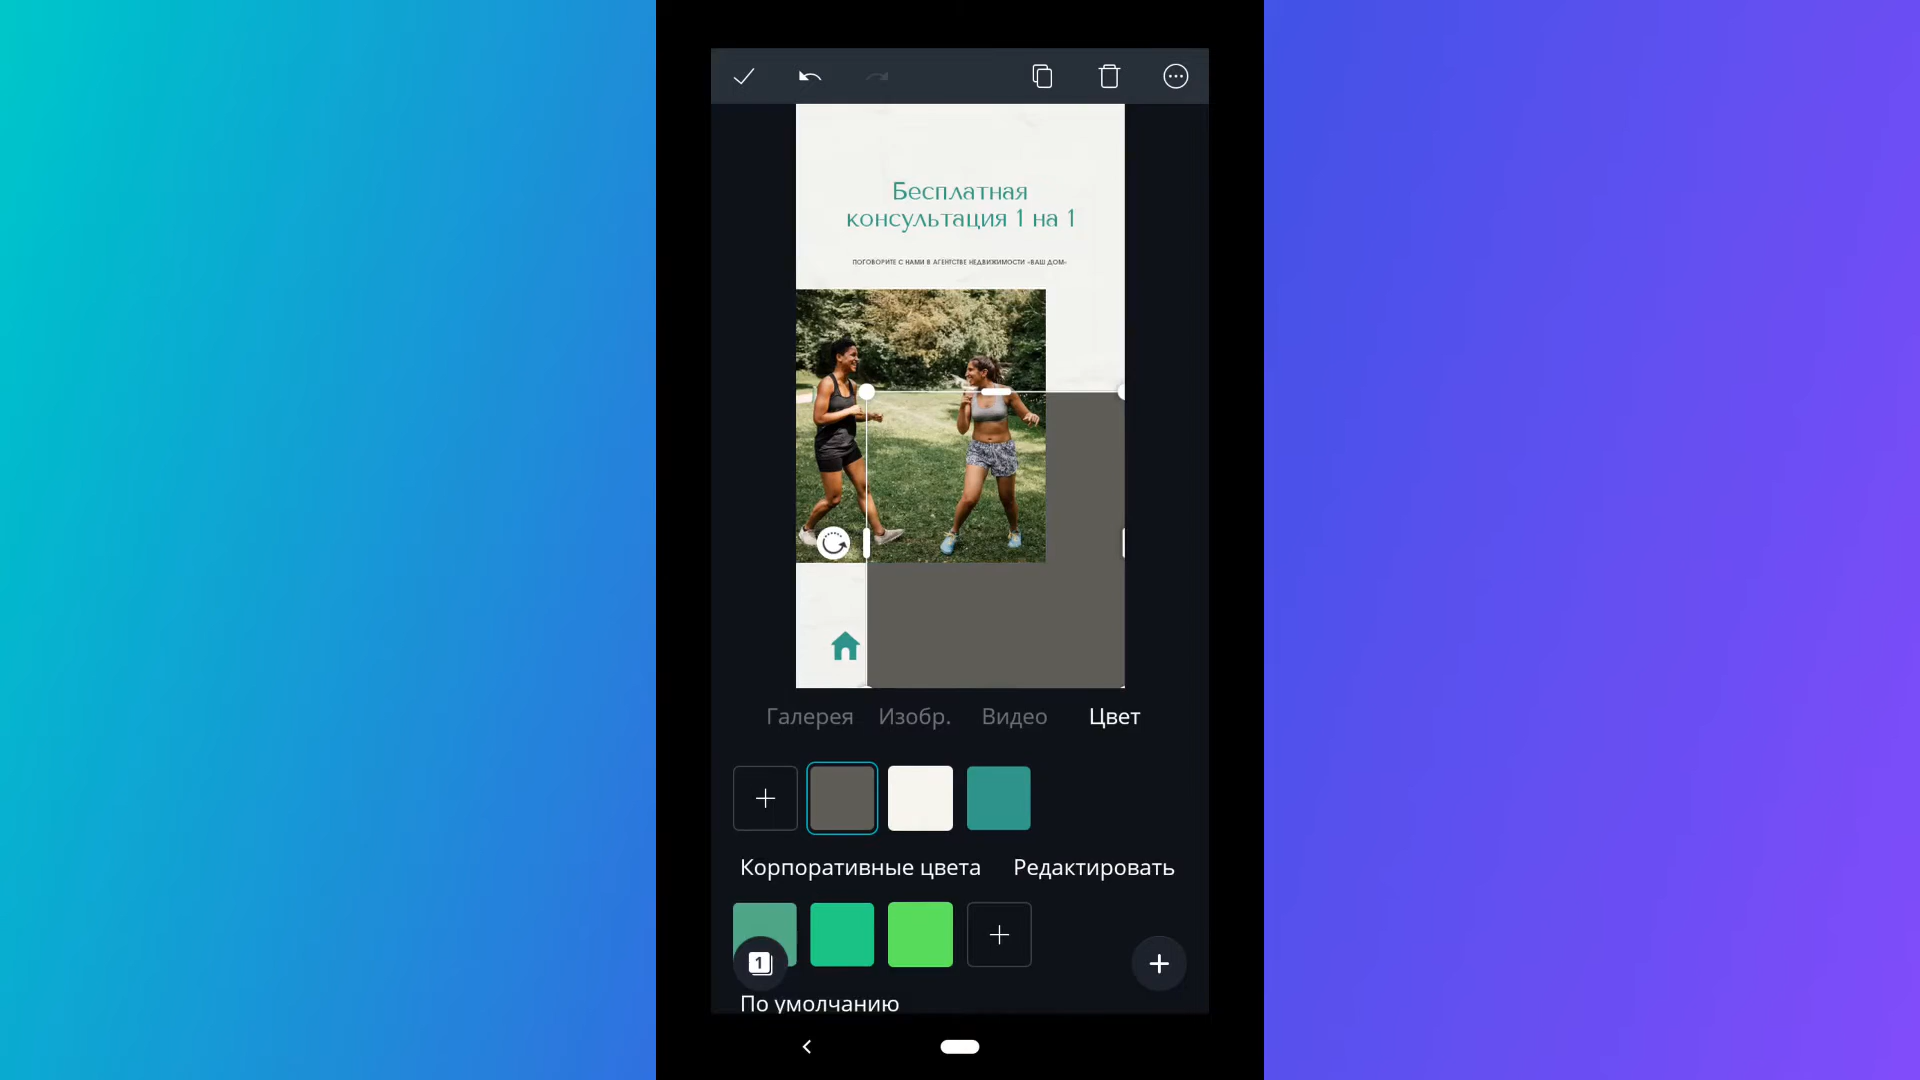 Бесплатная
консультация 1 на 1
ПОГОВОРИТЕ С НАМИ В АГЕНТСТВЕ НЕДВИЖИМОСТИ «ВАШ ДОМ»
Галерея Изобр. Видео Цвет
Корпоративные цвета Редактировать
1
По умолчанию